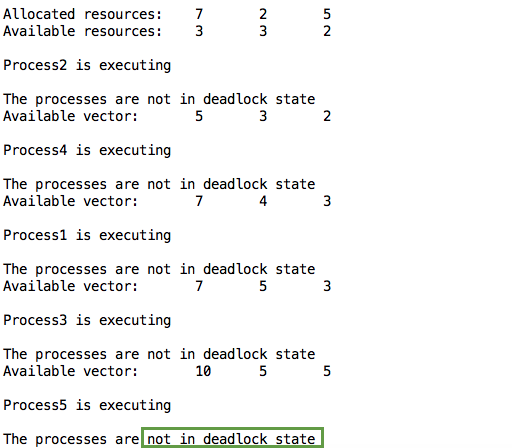 Allocated resources: 7 2 5
Available resources: 3 3 2
Process2 is executing
The processes are not in deadlock state
Available vector: 5 3 2
Process4 is executing
The processes are not in deadlock state
Available vector: 7 4 3
Process1 is executing
The processes are not in deadlock state
Available vector: 7 5 3
Process3 is executing
The processes are not in deadlock state
Available vector: 10 5 5
Process5 is executing
The processes are not in deadlock state